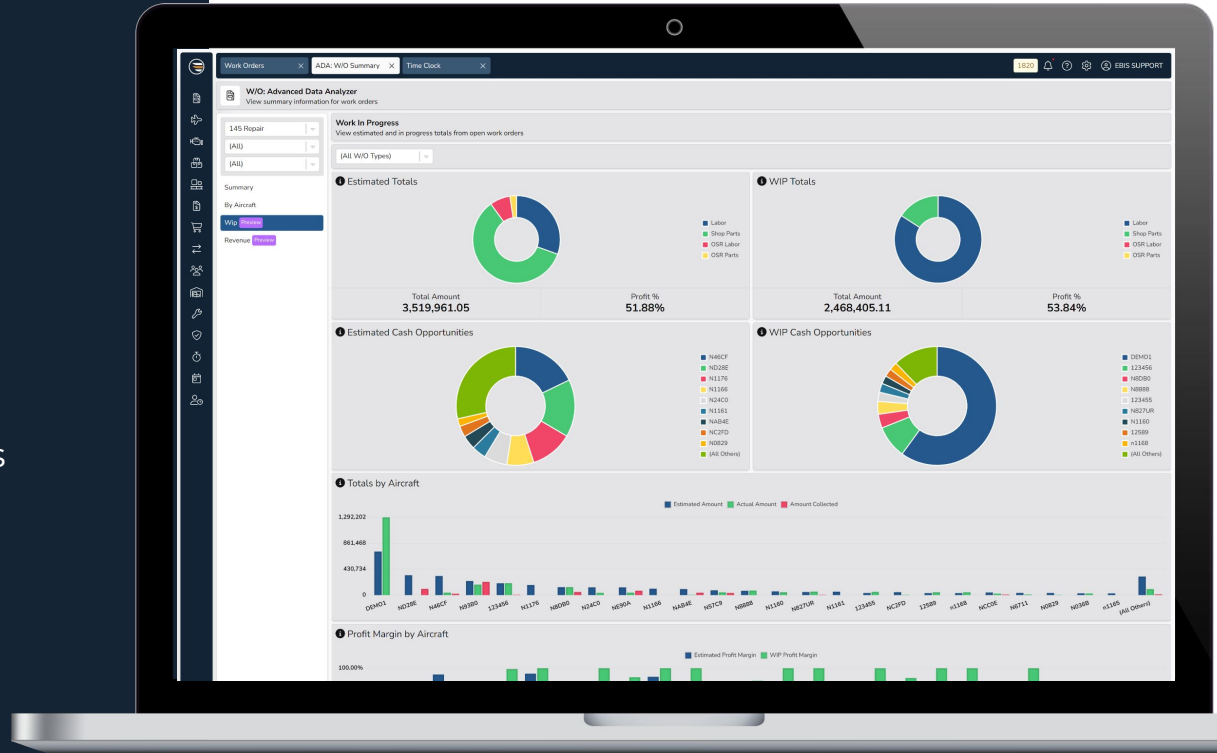 s
Work Orders X ADA: W/O Summary X Time Clock X 1820 EBIS SUPPORT
W/O: Advanced Data Analyzer
View summary information for work orders
145 Repair
(All)
(All)
Summary
By Aircraft
Wip Preview
Revenue Preview
Work In Progress
View estimated and in progress totals from open work orders
(All W/O Types)
Estimated Totals
Labor
Shop Parts
OSR Labor
OSR Parts
Total Amount Profit %
3,519,961.05 51.88%
WIP Totals
Labor
Shop Parts
OSR Labor
OSR Parts
Total Amount Profit %
2,468,405.11 53.84%
Estimated Cash Opportunities
N46CF
ND28E
N1176
N1166
N24C0
N1161
NAB4E
NC2FD
N0829
(All Others)
WIP Cash Opportunities
DEMO1
123456
N8DB0
N8B8B
123455
N827UR
N1160
12589
n1168
(All Others)
Totals by Aircraft
Estimated Amount Actual Amount Amount Collected
1,292,202
861,468
430,734
0
DEMO1 ND28E N46CF N93B0 123456 N1176 N8DB0 N24C0 NE90A N1166 NAB4E N57C9 N8B8B N1160 N827UR N1161 123455 NC2FD 12589 n1168 NCC0E N6711 N0829 N036B n1165 (All Others)
Profit Margin by Aircraft
Estimated Profit Margin WIP Profit Margin
100.00%